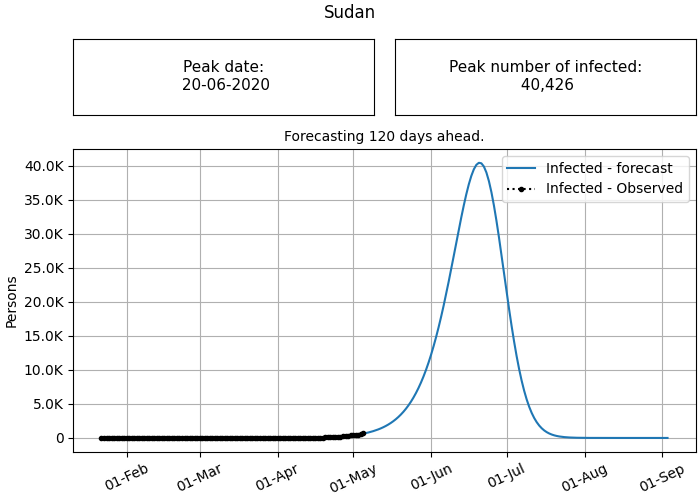 Sudan
Peak date:
20-06-2020
Peak number of infected:
40,426
Forecasting 120 days ahead.
Infected - forecast
Infected - Observed
40.0K
35.0K
30.0K
25.0K
20.0K
15.0K
10.0K
5.0K
0
Persons
01-Feb
01-Mar
01-Apr
01-May
01-Jun
01-Jul
01-Aug
01-Sep